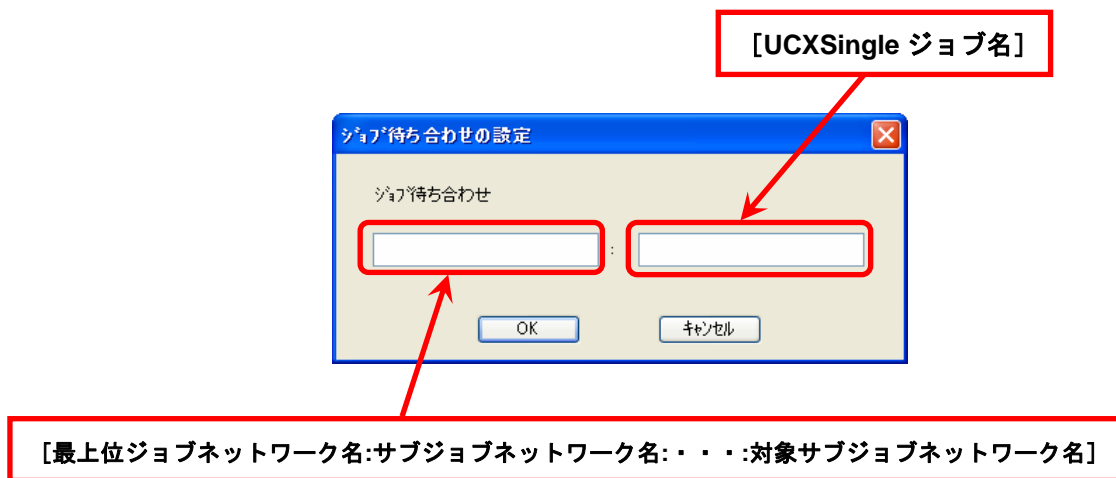 ［UCXSingle ジョブ名］
ｼﾞｮﾌﾞ待ち合わせの設定
ｼﾞｮﾌﾞ待ち合わせ
:
OK
ｷｬﾝｾﾙ
［最上位ジョブネットワーク名:サブジョブネットワーク名:・・・:対象サブジョブネットワーク名］